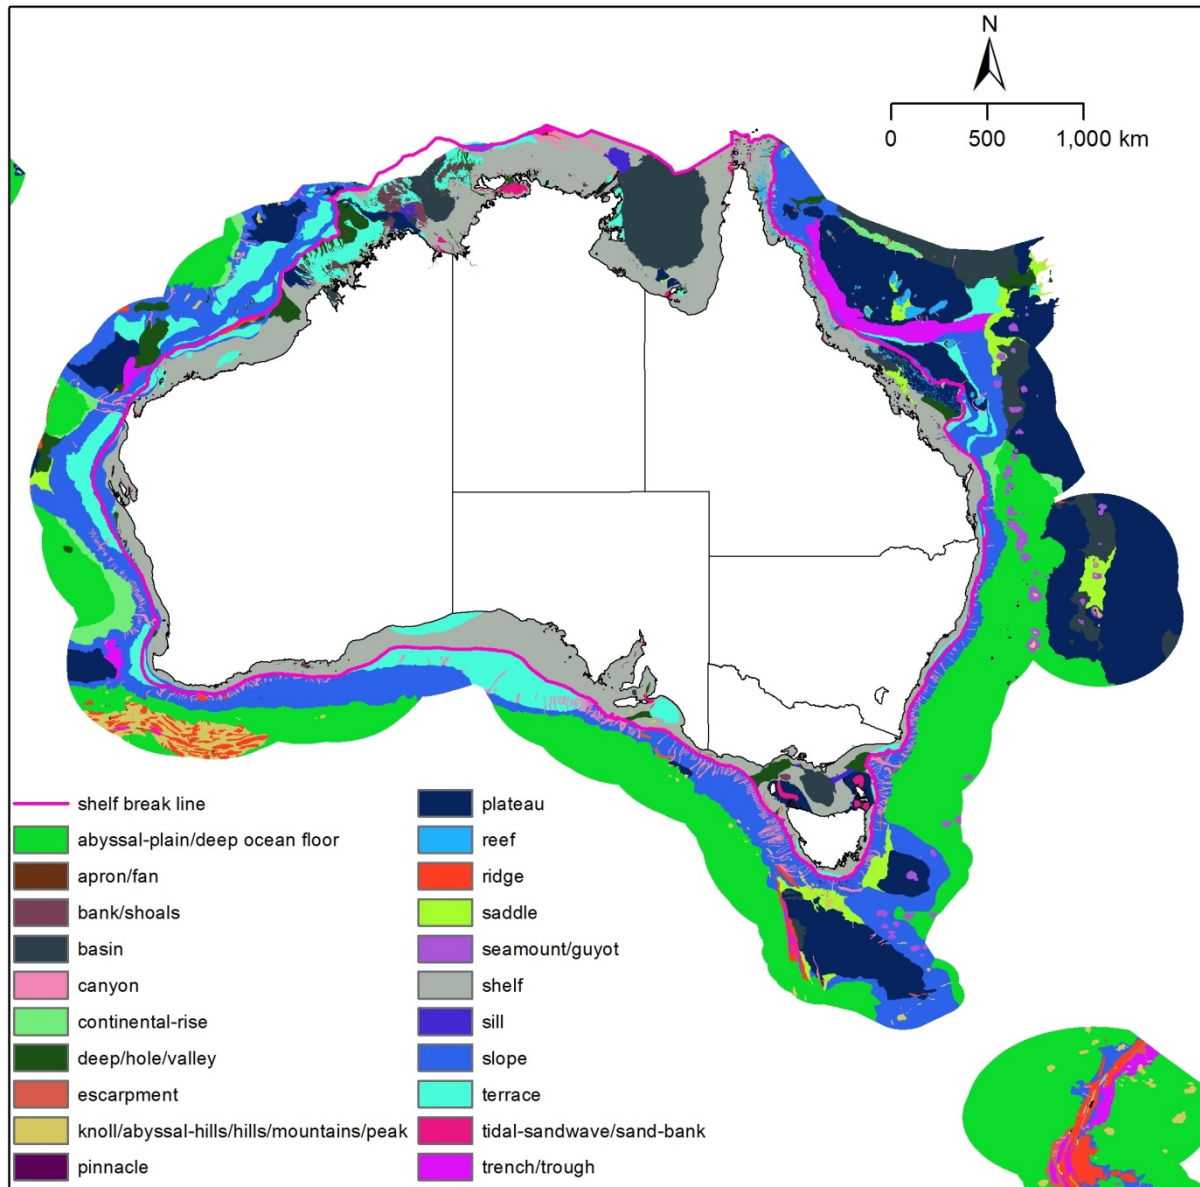 N
0 500 1,000 km
shelf break line
abyssal-plain/deep ocean floor
apron/fan
bank/shoals
basin
canyon
continental-rise
deep/hole/valley
escarpment
knoll/abyssal-hills/hills/mountains/peak
pinnacle
plateau
reef
ridge
saddle
seamount/guyot
shelf
sill
slope
terrace
tidal-sandwave/sand-bank
trench/trough